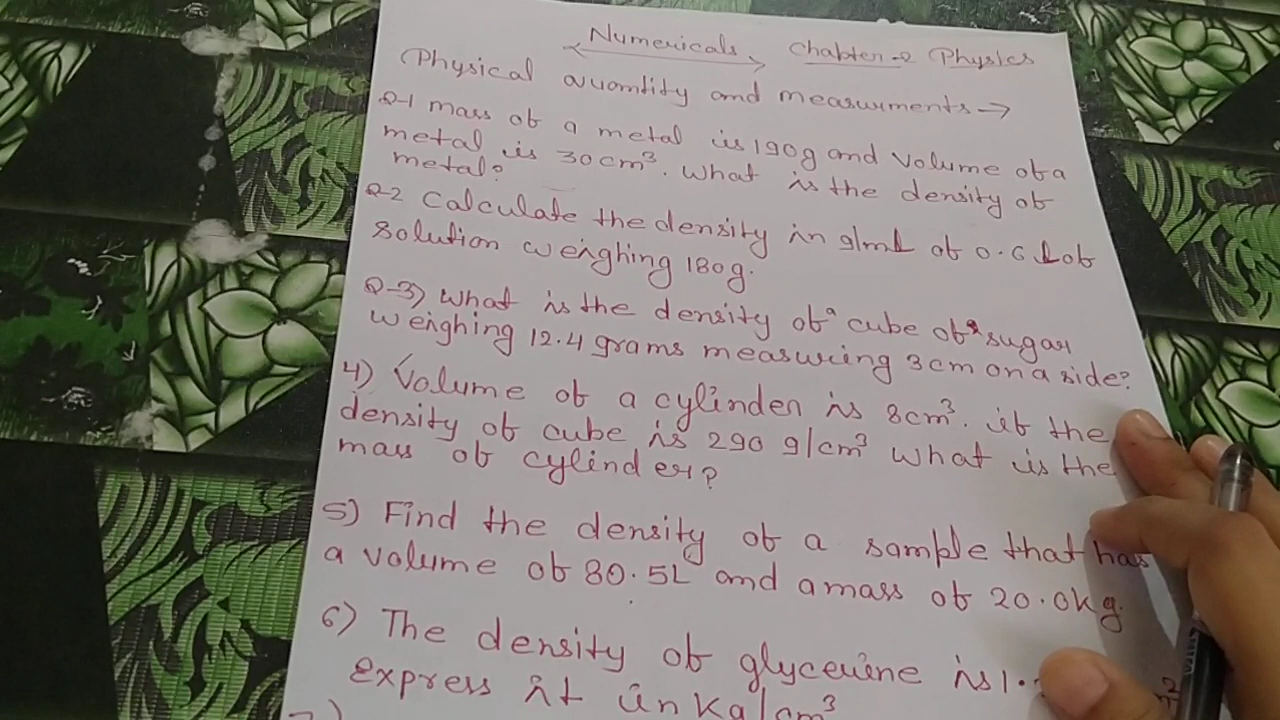 Numericals Chapter-2 Physics
(Physical quantity and measurments →
Q-1 mass of a metal is 190g and Volume of a
metal is 30cm³. What is the density of
metal?
Q-2 Calculate the density in g/mL of 0.6 L of
solution weighing 180g.
Q-3) What is the density of a cube of a sugar
weighing 12.4 grams measuring 3cm on a side?
4) Volume of a cylinder is 8cm³. if the
density of cube is 290 g/cm³ What is the
mass of cylinder?
5) Find the density of a sample that has
a volume of 80.5L and a mass of 20.0kg.
6) The density of glycerine is 1.
express it in kg/cm³
7)